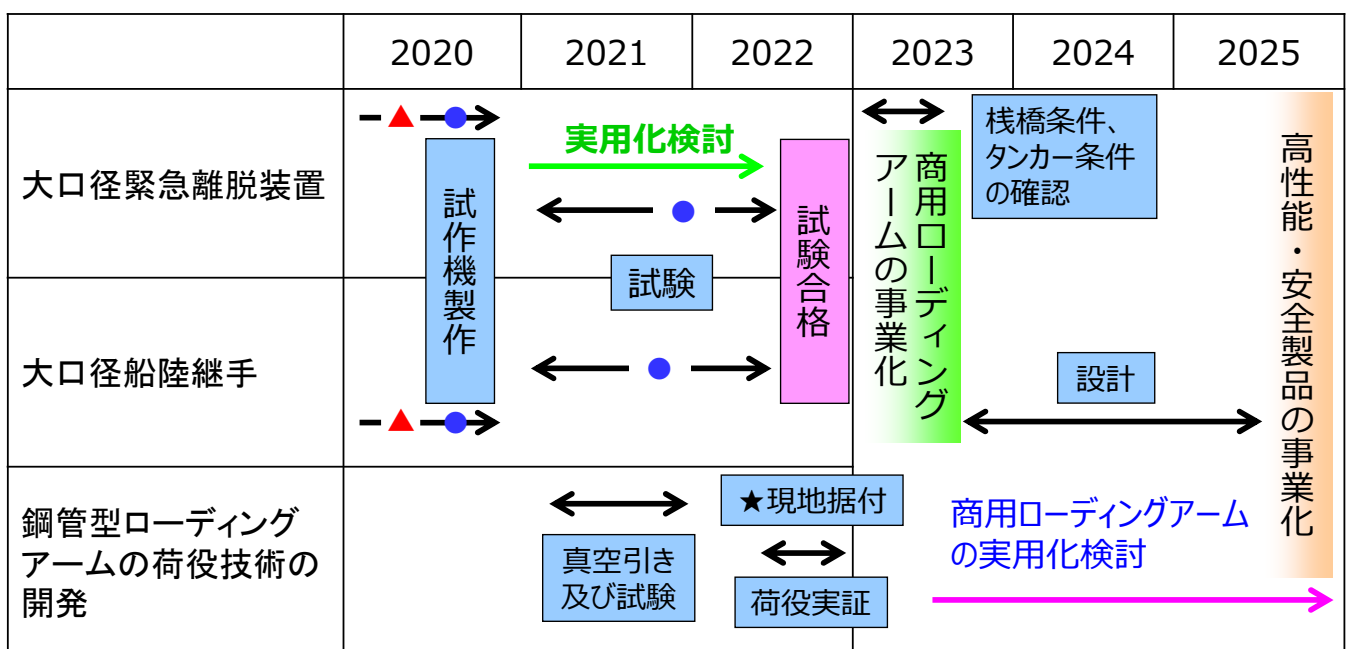 2020 2021 2022 2023 2024 2025
大口径緊急離脱装置
試作機製作
実用化検討
試験
試験合格
商用ローディング
アームの事業化
桟橋条件、
タンカー条件
の確認
高性能・安全製品の事業化
大口径船陸継手
設計
鋼管型ローディング
アームの荷役技術の
開発
真空引き
及び試験
★現地据付
荷役実証
商用ローディングアーム
の実用化検討